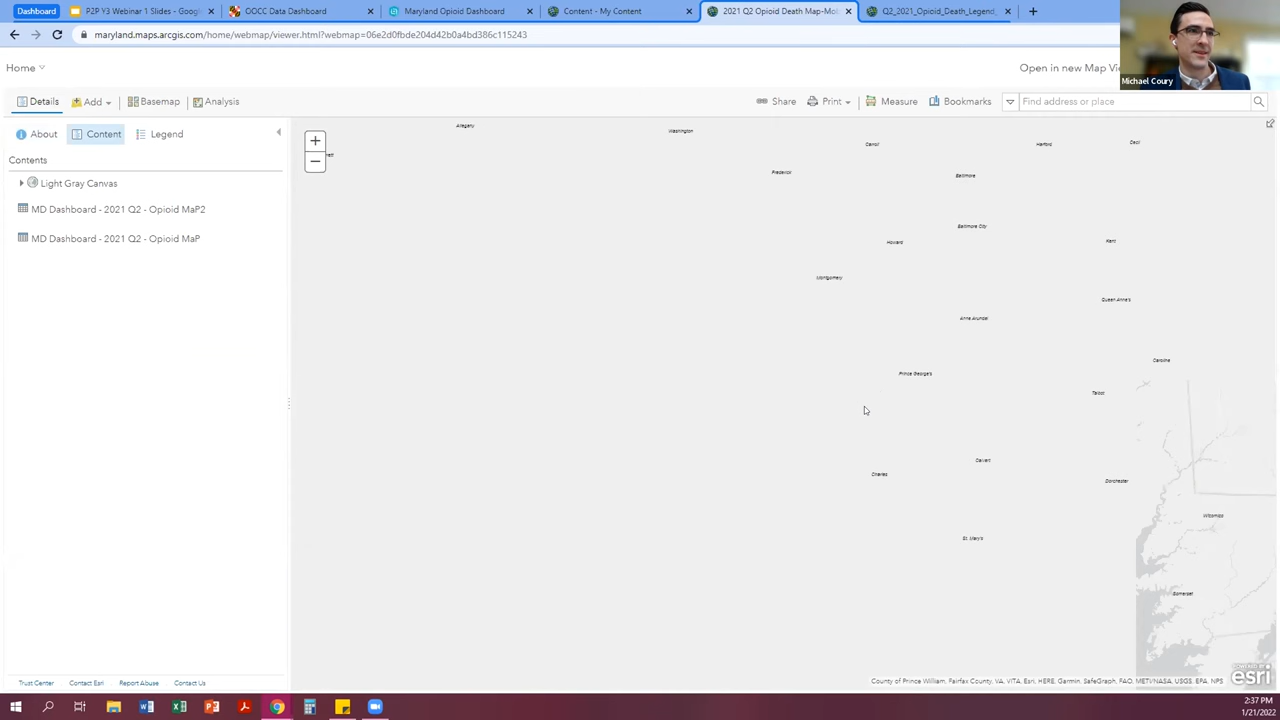 Dashboard
P2P Y3 Webinar 1 Slides - Googl
OOCC Data Dashboard
Maryland Opioid Dashboard
Content - My Content
2021 Q2 Opioid Death Map-Mot
Q2_2021_Opioid_Death_Legend_
maryland.maps.arcgis.com/home/webmap/viewer.html?webmap=06e2d0fbde204d42b0a4bd386c115243
Home
Open in new Map Vi
Michael Coury
Details
Add
Basemap
Analysis
Share
Print
Measure
Bookmarks
Find address or place
About
Content
Legend
Contents
Light Gray Canvas
MD Dashboard - 2021 Q2 - Opioid MaP2
MD Dashboard - 2021 Q2 - Opioid MaP
Allegany
Washington
Carroll
Harford
Cecil
Frederick
Baltimore
Baltimore City
Howard
Kent
Montgomery
Queen Anne's
Anne Arundel
Caroline
Prince George's
Talbot
Calvert
Charles
Dorchester
Wicomico
St. Mary's
Somerset
County of Prince William, Fairfax County, VA, VITA, Esri, HERE, Garmin, SafeGraph, FAO, METI/NASA, USGS, EPA, NPS
POWERED BY
esri
Trust Center
Contact Esri
Report Abuse
Contact Us
2:37 PM
1/21/2022